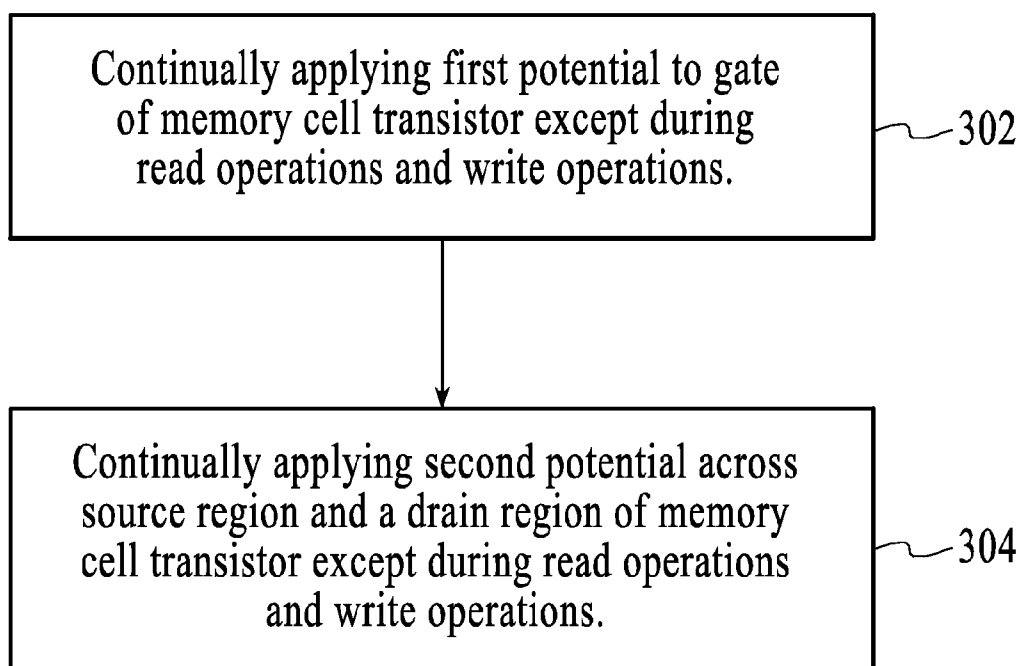 Continually applying first potential to gate
of memory cell transistor except during
read operations and write operations.
302
Continually applying second potential across
source region and a drain region of memory
cell transistor except during read operations
and write operations.
304